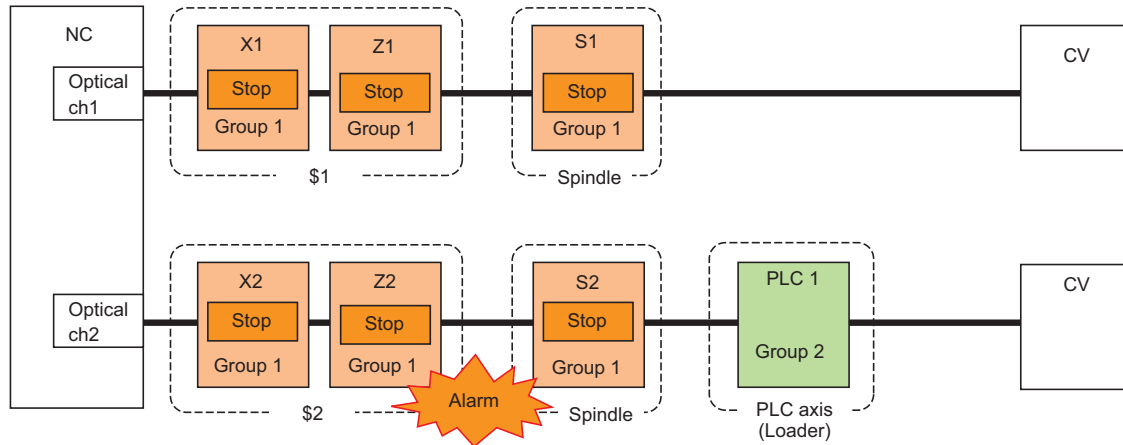 NC
Optical
ch1
X1
Stop
Group 1
Z1
Stop
Group 1
$1
S1
Stop
Group 1
Spindle
CV
Optical
ch2
X2
Stop
Group 1
Z2
Stop
Group 1
$2
Alarm
S2
Stop
Group 1
Spindle
PLC 1
Group 2
PLC axis
(Loader)
CV